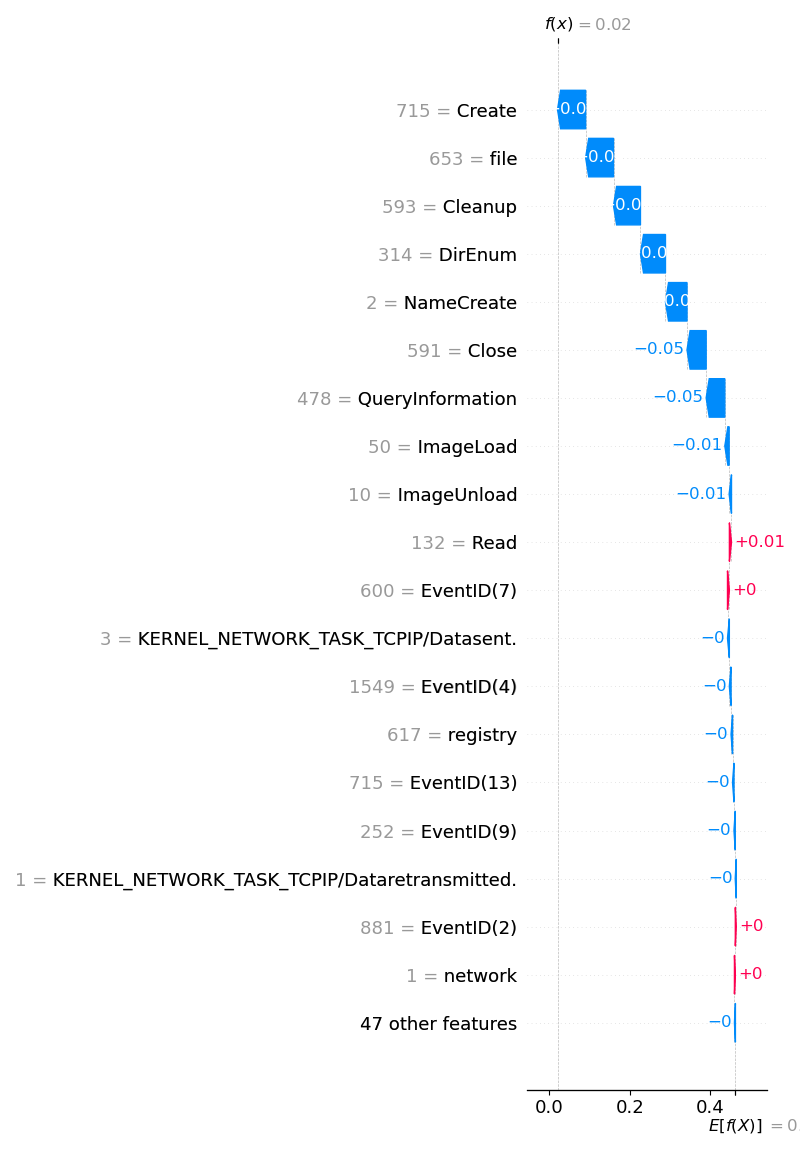 f(x) = 0.02
715 = Create
653 = file
593 = Cleanup
314 = DirEnum
2 = NameCreate
591 = Close −0.05
478 = QueryInformation −0.05
50 = ImageLoad −0.01
10 = ImageUnload −0.01
132 = Read +0.01
600 = EventID(7) +0
3 = KERNEL_NETWORK_TASK_TCPIP/Datasent. −0
1549 = EventID(4) −0
617 = registry −0
715 = EventID(13) −0
252 = EventID(9) −0
1 = KERNEL_NETWORK_TASK_TCPIP/Dataretransmitted. −0
881 = EventID(2) +0
1 = network +0
47 other features −0
0.0 0.2 0.4
E[f(X)] = 0.